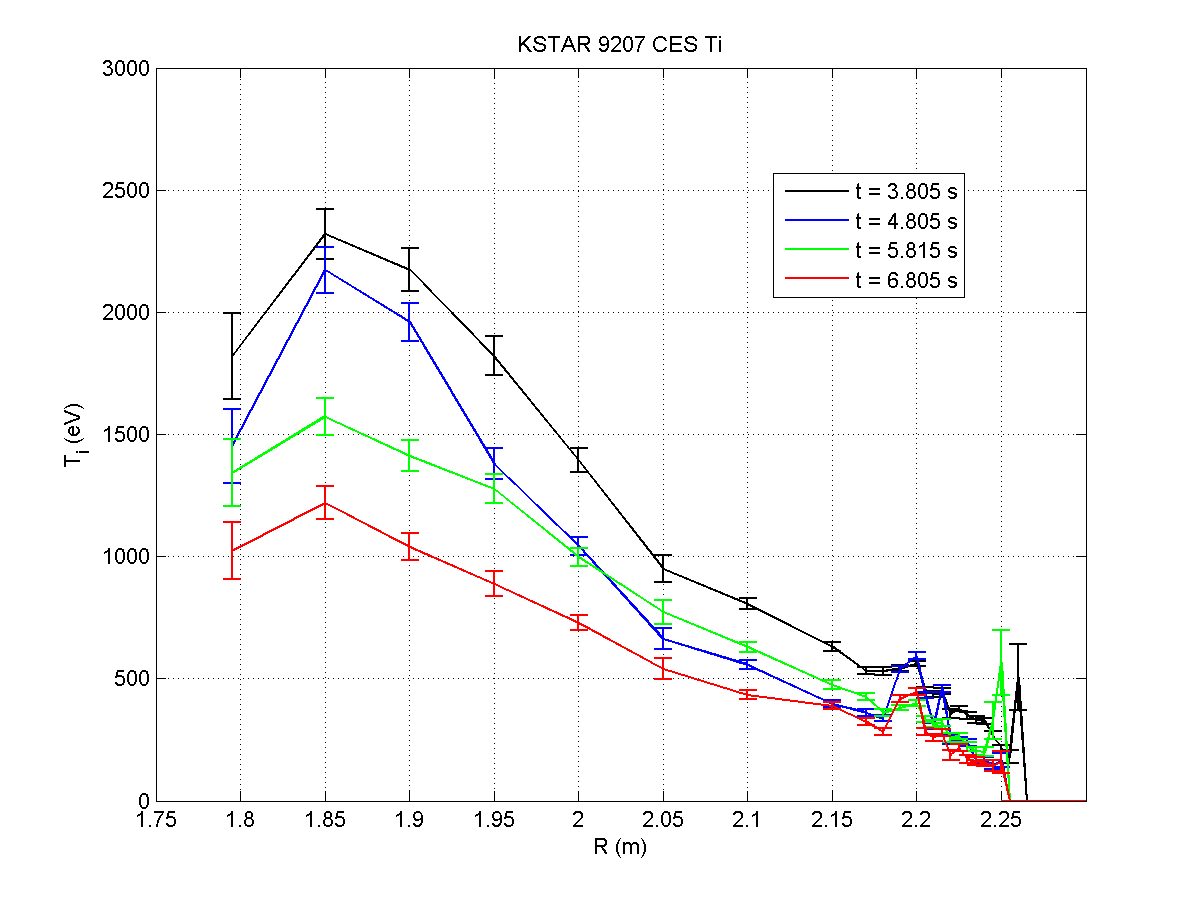 KSTAR 9207 CES Ti
3000
2500
2000
1500
1000
500
0
T_i (eV)
t = 3.805 s
t = 4.805 s
t = 5.815 s
t = 6.805 s
1.75 1.8 1.85 1.9 1.95 2 2.05 2.1 2.15 2.2 2.25
R (m)